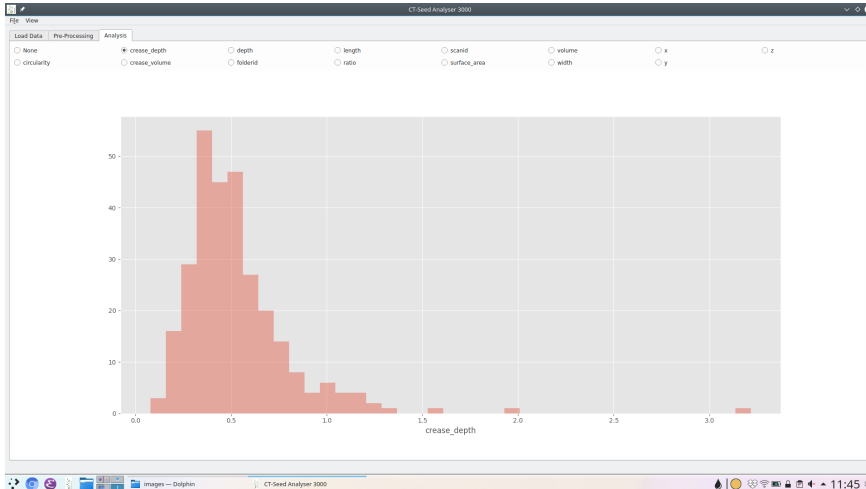 CT-Seed Analyser 3000
File View
Load Data Pre-Processing Analysis
None crease_depth depth length scanid volume x z
circularity crease_volume folderid ratio surface_area width y
50
40
30
20
10
0
0.0 0.5 1.0 1.5 2.0 2.5 3.0
crease_depth
images — Dolphin CT-Seed Analyser 3000 11:45